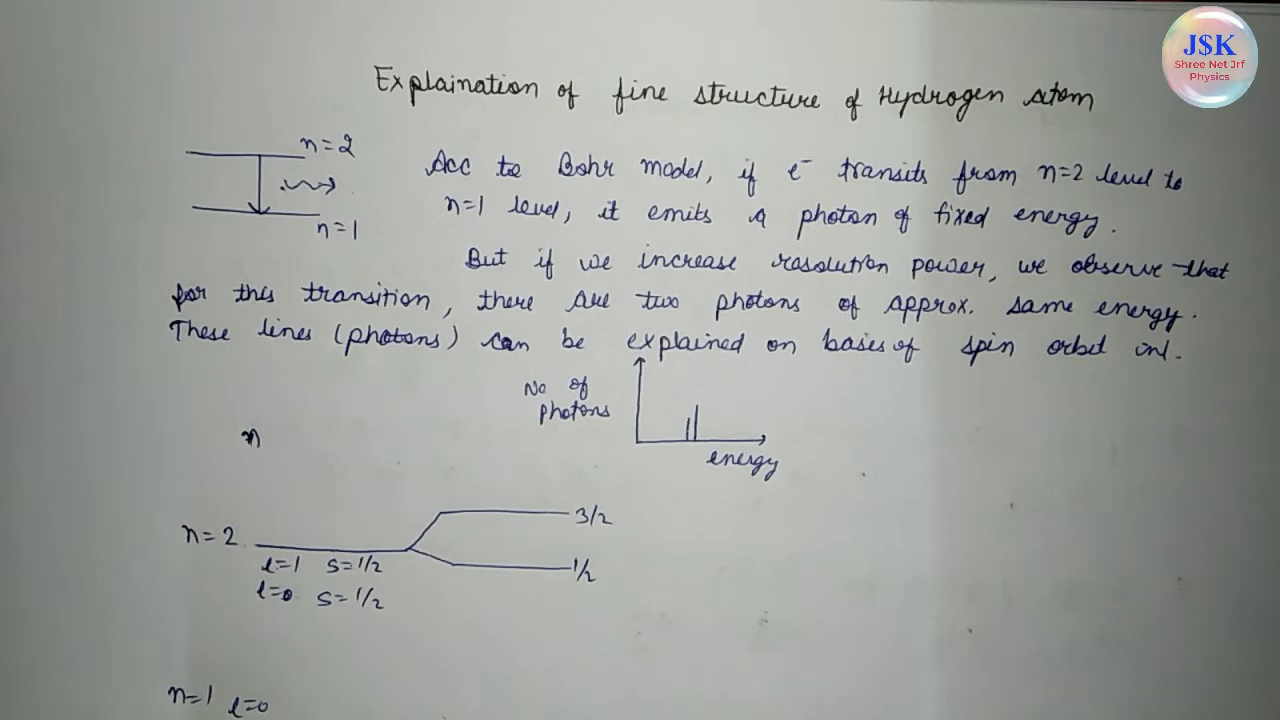 J$K
Shree Net Jrf
Physics
Explaination of fine structure of Hydrogen atom
n=2
n=1
Acc to Bohr model, if e⁻ transits from n=2 level to
n=1 level, it emits a photon of fixed energy.
But if we increase resolution power, we observe that
for this transition, there are two photons of approx. same energy.
These lines (photons) can be explained on bases of spin orbit int.
No of
photons
energy
n
n=2
3/2
1/2
l=1 s=1/2
l=0 s=1/2
n=1 l=0